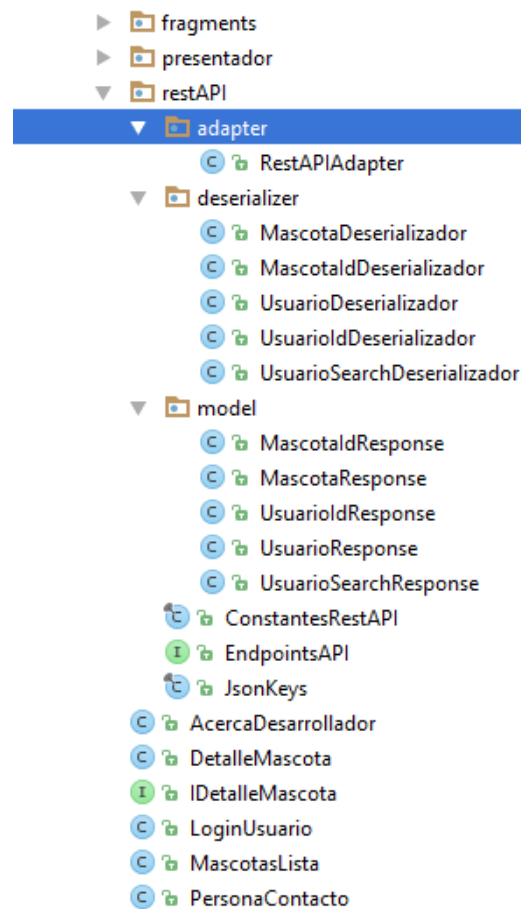 fragments
presentador
restAPI
adapter
RestAPIAdapter
deserializer
MascotaDeserializador
MascotaIdDeserializador
UsuarioDeserializador
UsuarioIdDeserializador
UsuarioSearchDeserializador
model
MascotaIdResponse
MascotaResponse
UsuarioIdResponse
UsuarioResponse
UsuarioSearchResponse
ConstantesRestAPI
EndpointsAPI
JsonKeys
AcercaDesarrollador
DetalleMascota
IDetalleMascota
LoginUsuario
MascotasLista
PersonaContacto